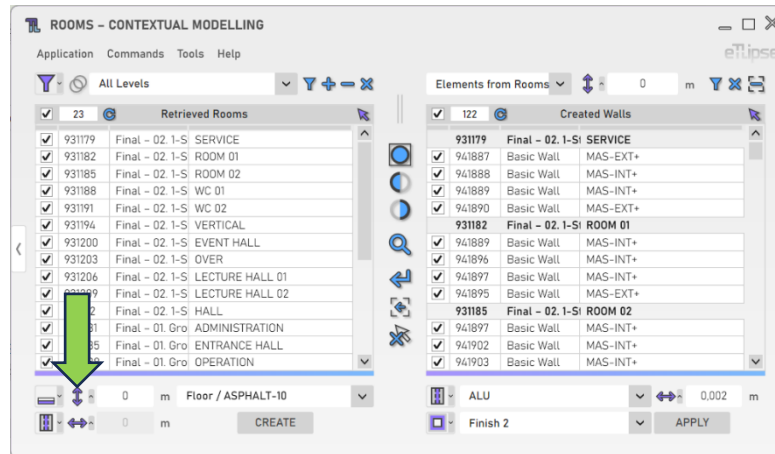 ROOMS – CONTEXTUAL MODELLING
Application Commands Tools Help
eTLipse
All Levels
Elements from Rooms 0 m
23 Retrieved Rooms
122 Created Walls
931179 Final – 02. 1-S SERVICE
931182 Final – 02. 1-S ROOM 01
931185 Final – 02. 1-S ROOM 02
931188 Final – 02. 1-S WC 01
931191 Final – 02. 1-S WC 02
931194 Final – 02. 1-S VERTICAL
931200 Final – 02. 1-S EVENT HALL
931203 Final – 02. 1-S OVER
931206 Final – 02. 1-S LECTURE HALL 01
Final – 02. 1-S LECTURE HALL 02
2 Final – 02. 1-S HALL
31 Final – 01. Gro ADMINISTRATION
35 Final – 01. Gro ENTRANCE HALL
Final – 01. Gro OPERATION
931179 Final – 02. 1-St SERVICE
941887 Basic Wall MAS-EXT+
941888 Basic Wall MAS-INT+
941889 Basic Wall MAS-INT+
941890 Basic Wall MAS-EXT+
931182 Final – 02. 1-St ROOM 01
941889 Basic Wall MAS-INT+
941896 Basic Wall MAS-INT+
941897 Basic Wall MAS-INT+
941895 Basic Wall MAS-EXT+
931185 Final – 02. 1-St ROOM 02
941897 Basic Wall MAS-INT+
941902 Basic Wall MAS-INT+
941903 Basic Wall MAS-INT+
0 m Floor / ASPHALT-10
0 m CREATE
ALU 0,002 m
Finish 2 APPLY